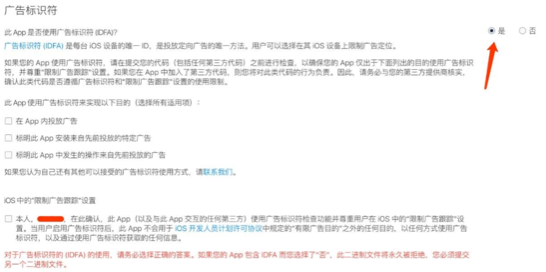 广告标识符
此 App 是否使用广告标识符 (IDFA)?
是
否
广告标识符 (IDFA) 是每台 iOS 设备的唯一 ID，是投放定向广告的唯一方法。用户可以选择在其 iOS 设备上限制广告定位。
如果您的 App 使用广告标识符，请在提交您的代码（包括任何第三方代码）之前进行检查，以确保您的 App 仅出于下面列出的目的使用广告标识
符，并尊重“限制广告跟踪”设置。如果您在 App 中加入了第三方代码，则您将对此类代码的行为负责。因此，请务必与您的第三方提供商核实，
确认此类代码是否遵循广告标识符和“限制广告跟踪”设置的使用限制。
此 App 使用广告标识符来实现以下目的（选择所有适用项）：
在 App 内投放广告
标明此 App 安装来自先前投放的特定广告
标明此 App 中发生的操作来自先前投放的广告
如果您认为自己还有其他可以接受的广告标识符使用方式，请联系我们。
iOS 中的“限制广告跟踪”设置
本人，，在此确认，此 App（以及与此 App 交互的任何第三方）使用广告标识符检查功能并尊重用户在 iOS 中的“限制广告跟踪”设
置。当用户启用广告标识符后，此 App 不会用于 iOS 开发人员计划许可协议中规定的“有限广告目的”之外的任何目的，以任何方式使用广告
标识符，以及通过使用广告标识符获取的任何信息。
对于广告标识符的 (IDFA) 的使用，请务必选择正确的答案。如果您的 App 包含 IDFA 而您选择了“否”，此二进制文件将永久被拒绝，您必须提交
另一个二进制文件。